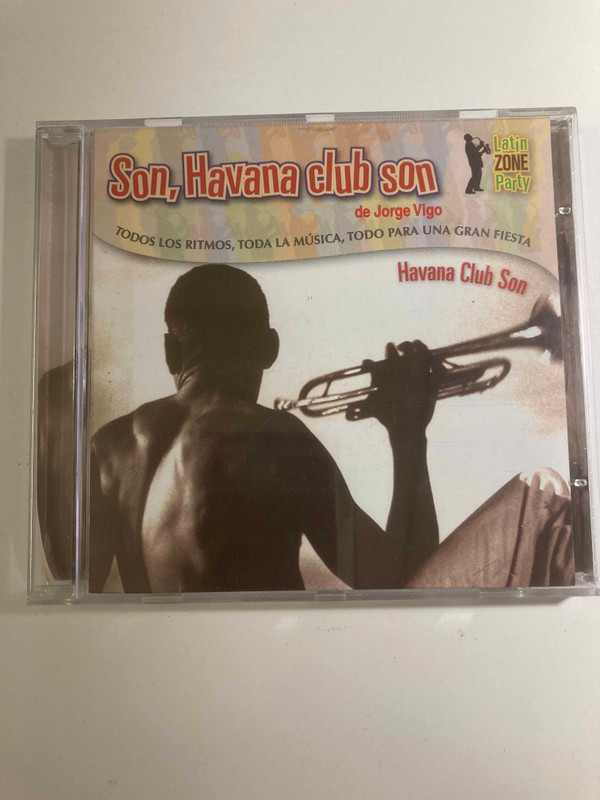 Son, Havana club son
de Jorge Vigo
Latin
ZONE
Party
TODOS LOS RITMOS, TODA LA MÚSICA, TODO PARA UNA GRAN FIESTA
Havana Club Son